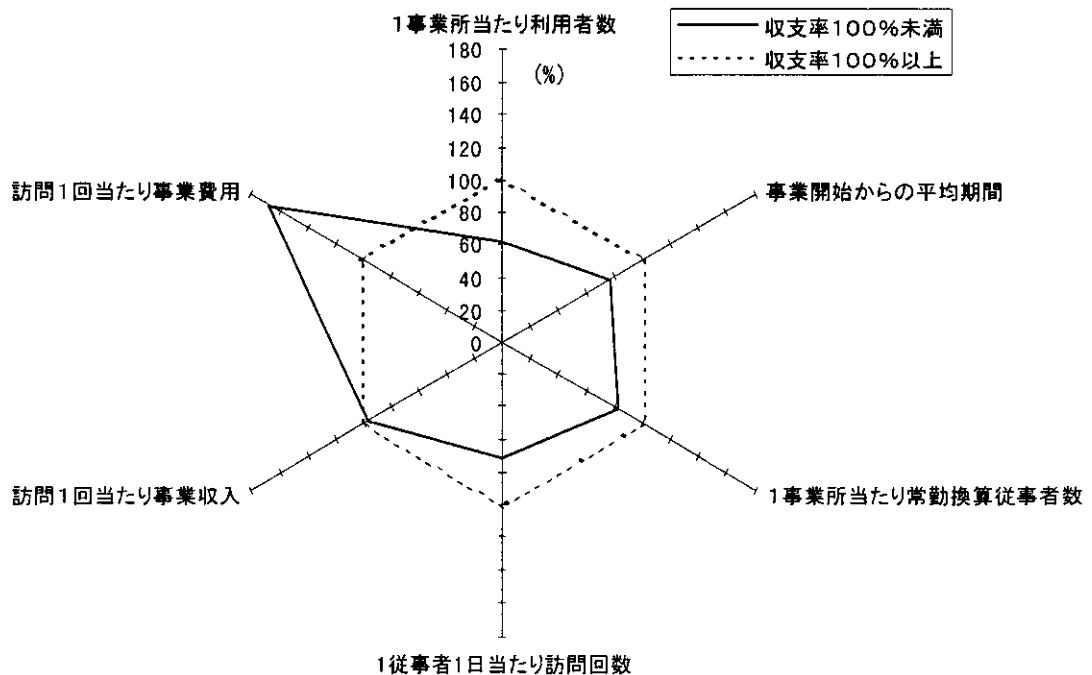 1事業所当たり利用者数
収支率100%未満
収支率100%以上
180
(%)
160
140
120
100
80
60
40
20
0
訪問1回当たり事業費用
事業開始からの平均期間
訪問1回当たり事業収入
1事業所当たり常勤換算従事者数
1従事者1日当たり訪問回数